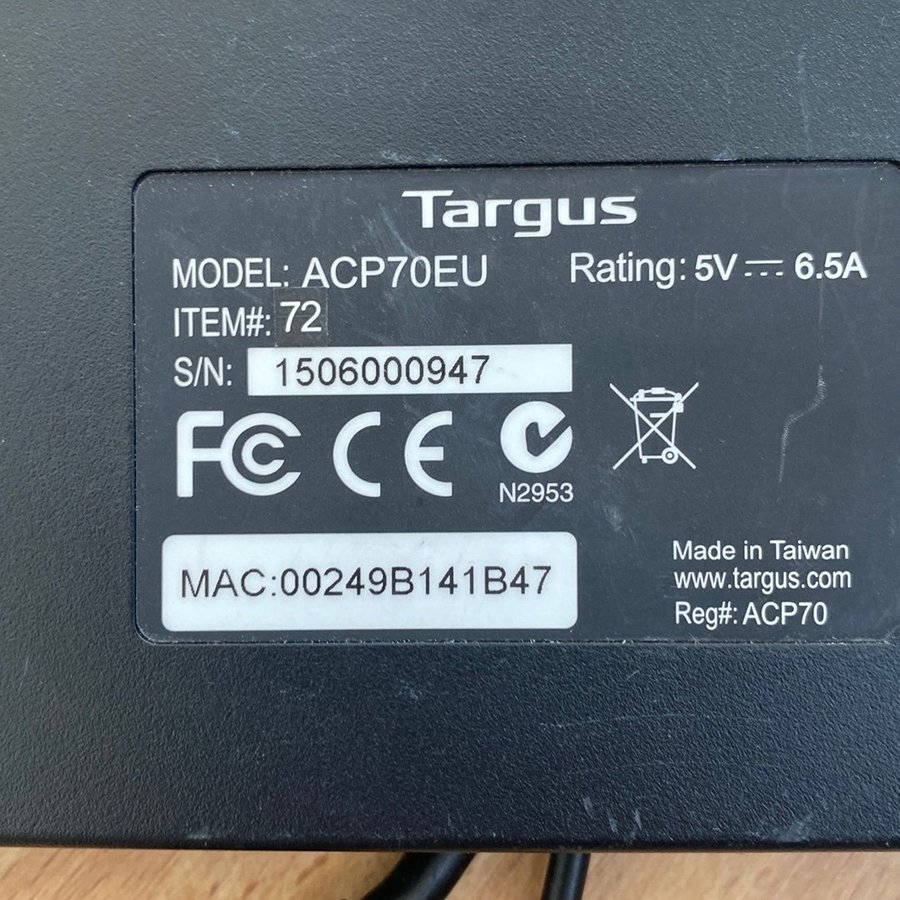 Targus
MODEL: ACP70EU
Rating: 5V ⎓ 6.5A
ITEM#: 72
S/N: 1506000947
FC CE
N2953
MAC:00249B141B47
Made in Taiwan
www.targus.com
Reg#: ACP70